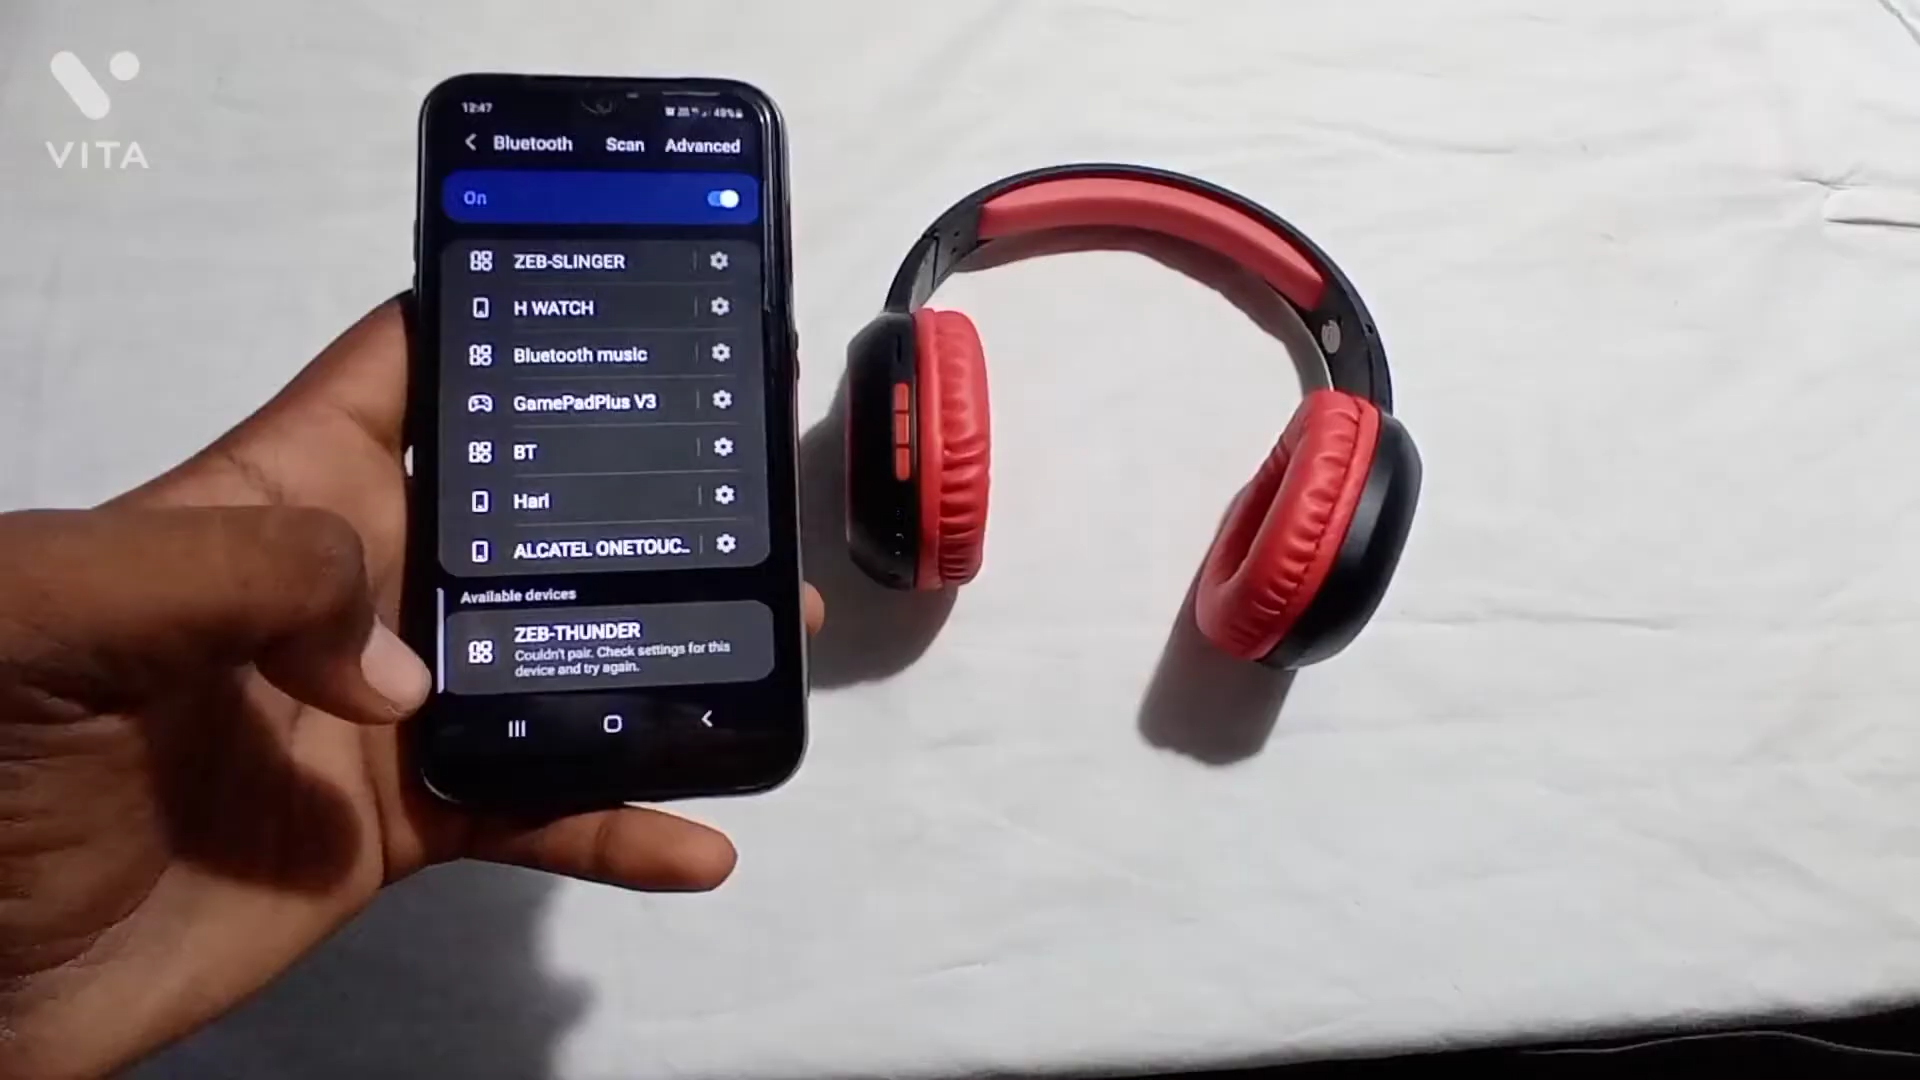 VITA
12:47
49%
Bluetooth Scan Advanced
On
ZEB-SLINGER
H WATCH
Bluetooth music
GamePadPlus V3
BT
Hari
ALCATEL ONETOUC..
Available devices
ZEB-THUNDER
Couldn't pair. Check settings for this
device and try again.